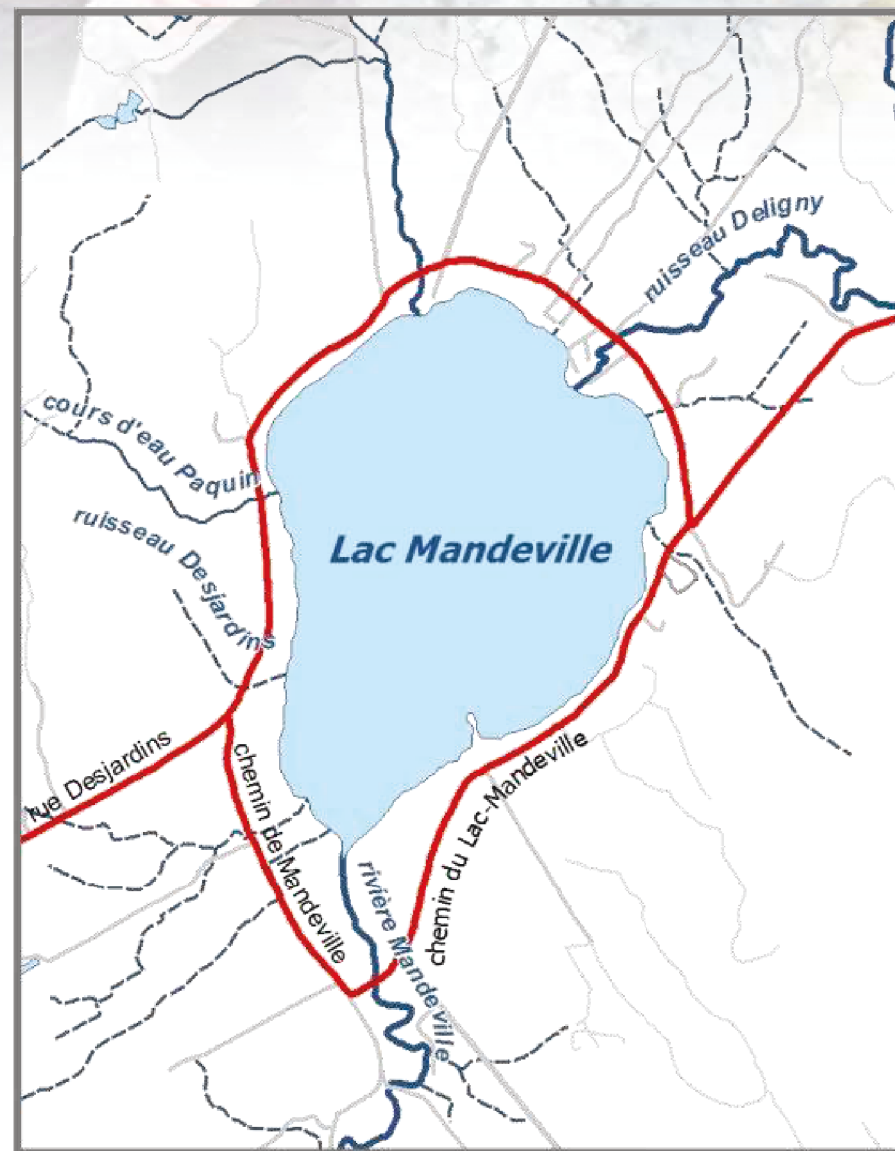 ruisseau Deligny
cours d'eau Paquin
ruisseau Desjardins
Lac Mandeville
rue Desjardins
chemin de Mandeville
chemin du Lac-Mandeville
rivière Mandeville